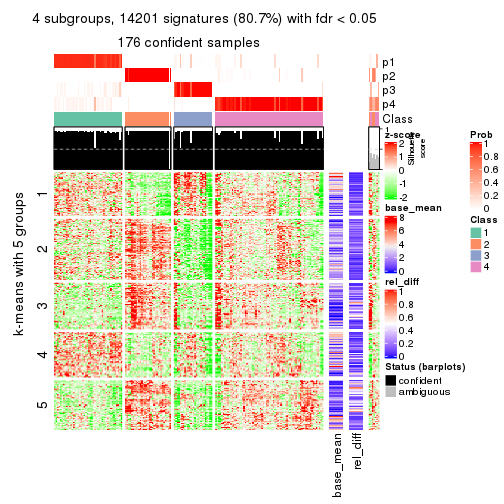 4 subgroups, 14201 signatures (80.7%) with fdr < 0.05
176 confident samples
p1
p2
p3
p4
Class
z-score
2
1
0
-1
-2
Silhouette
score
1
Prob
1
0.8
0.6
0.4
0.2
0
base_mean
8
6
4
2
0
Class
1
2
3
4
rel_diff
1
0.8
0.6
0.4
0.2
0
Status (barplots)
confident
ambiguous
k-means with 5 groups
1
2
3
4
5
base_mean
rel_diff